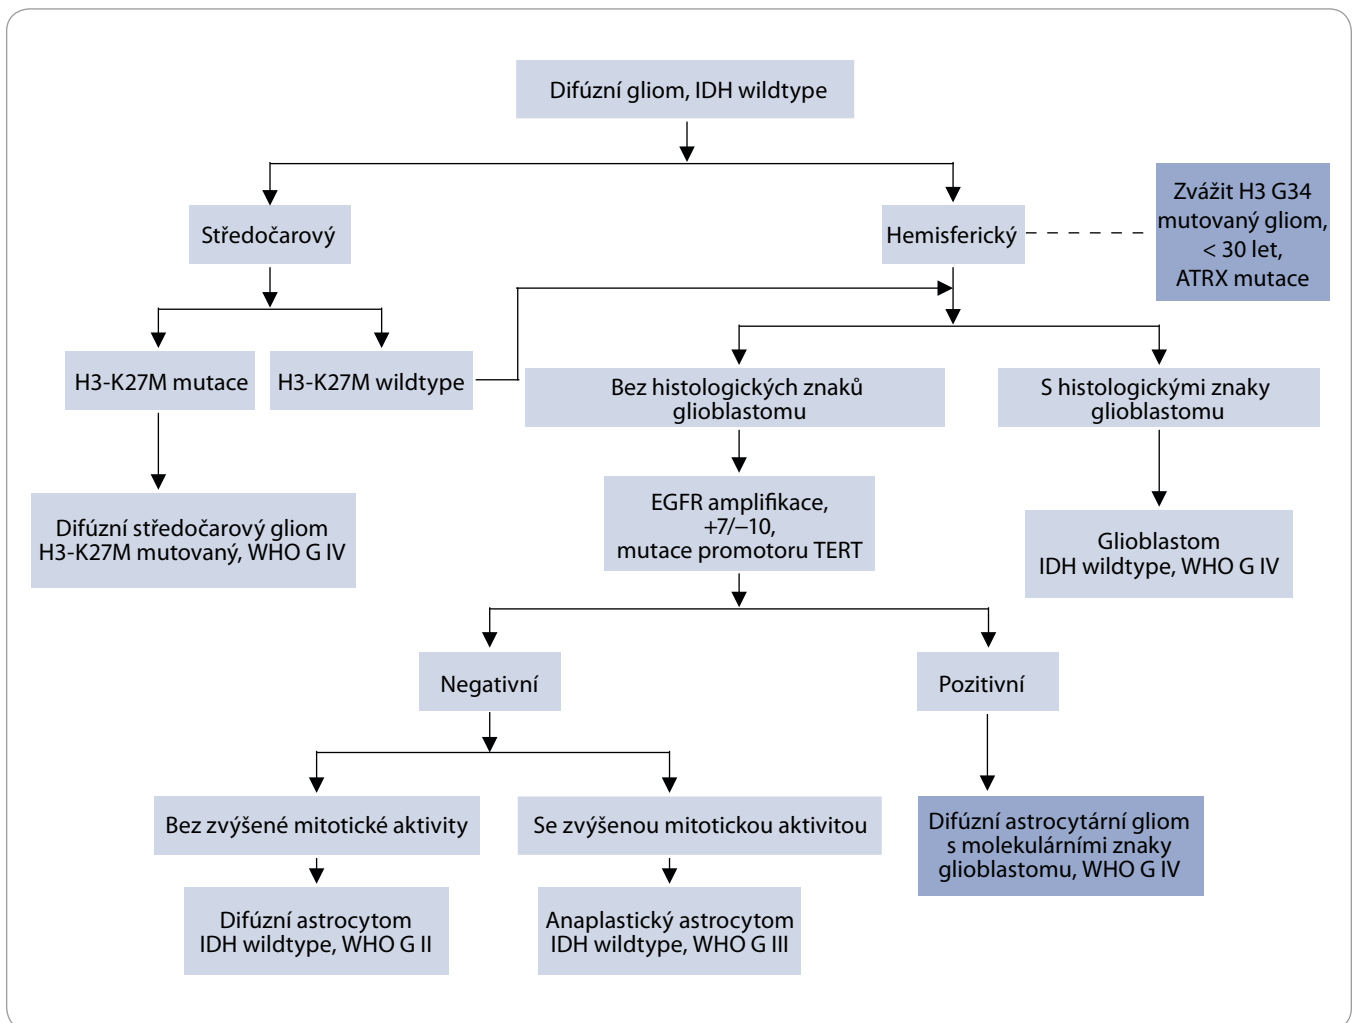 Difúzní gliom, IDH wildtype
Středočarový
Hemisferický
Zvážit H3 G34
mutovaný gliom,
< 30 let,
ATRX mutace
H3-K27M mutace
H3-K27M wildtype
Bez histologických znaků
glioblastomu
S histologickými znaky
glioblastomu
Difúzní středočarový gliom
H3-K27M mutovaný, WHO G IV
EGFR amplifikace,
+7/−10,
mutace promotoru TERT
Glioblastom
IDH wildtype, WHO G IV
Negativní
Pozitivní
Bez zvýšené mitotické aktivity
Se zvýšenou mitotickou aktivitou
Difúzní astrocytární gliom
s molekulárními znaky
glioblastomu, WHO G IV
Difúzní astrocytom
IDH wildtype, WHO G II
Anaplastický astrocytom
IDH wildtype, WHO G III